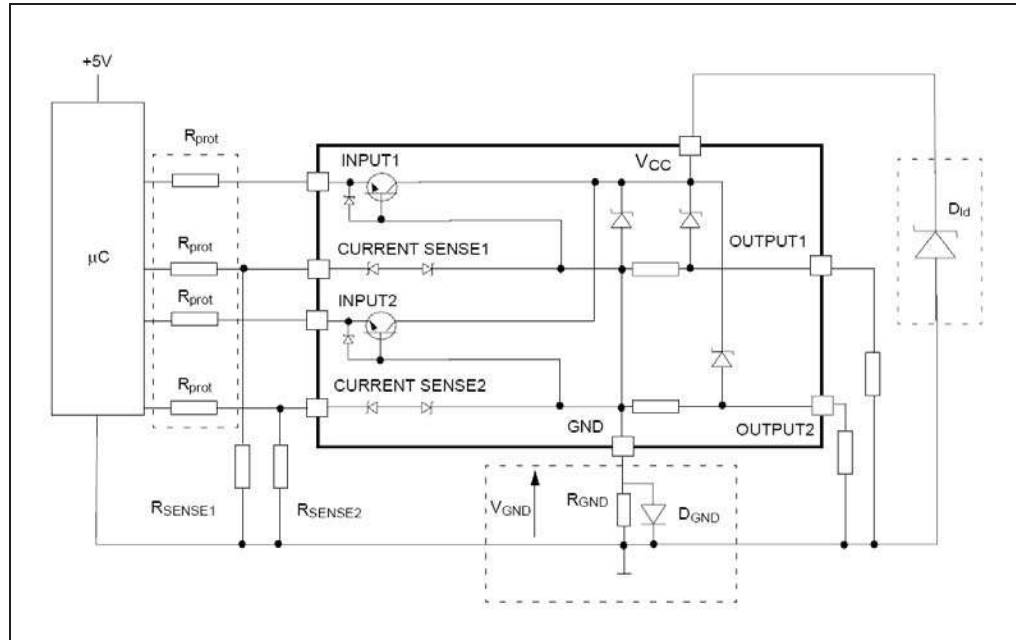 +5V
Rprot
INPUT1
VCC
Dld
μC
Rprot
CURRENT SENSE1
OUTPUT1
Rprot
INPUT2
Rprot
CURRENT SENSE2
GND
OUTPUT2
RSENSE1
RSENSE2
VGND
RGND
DGND